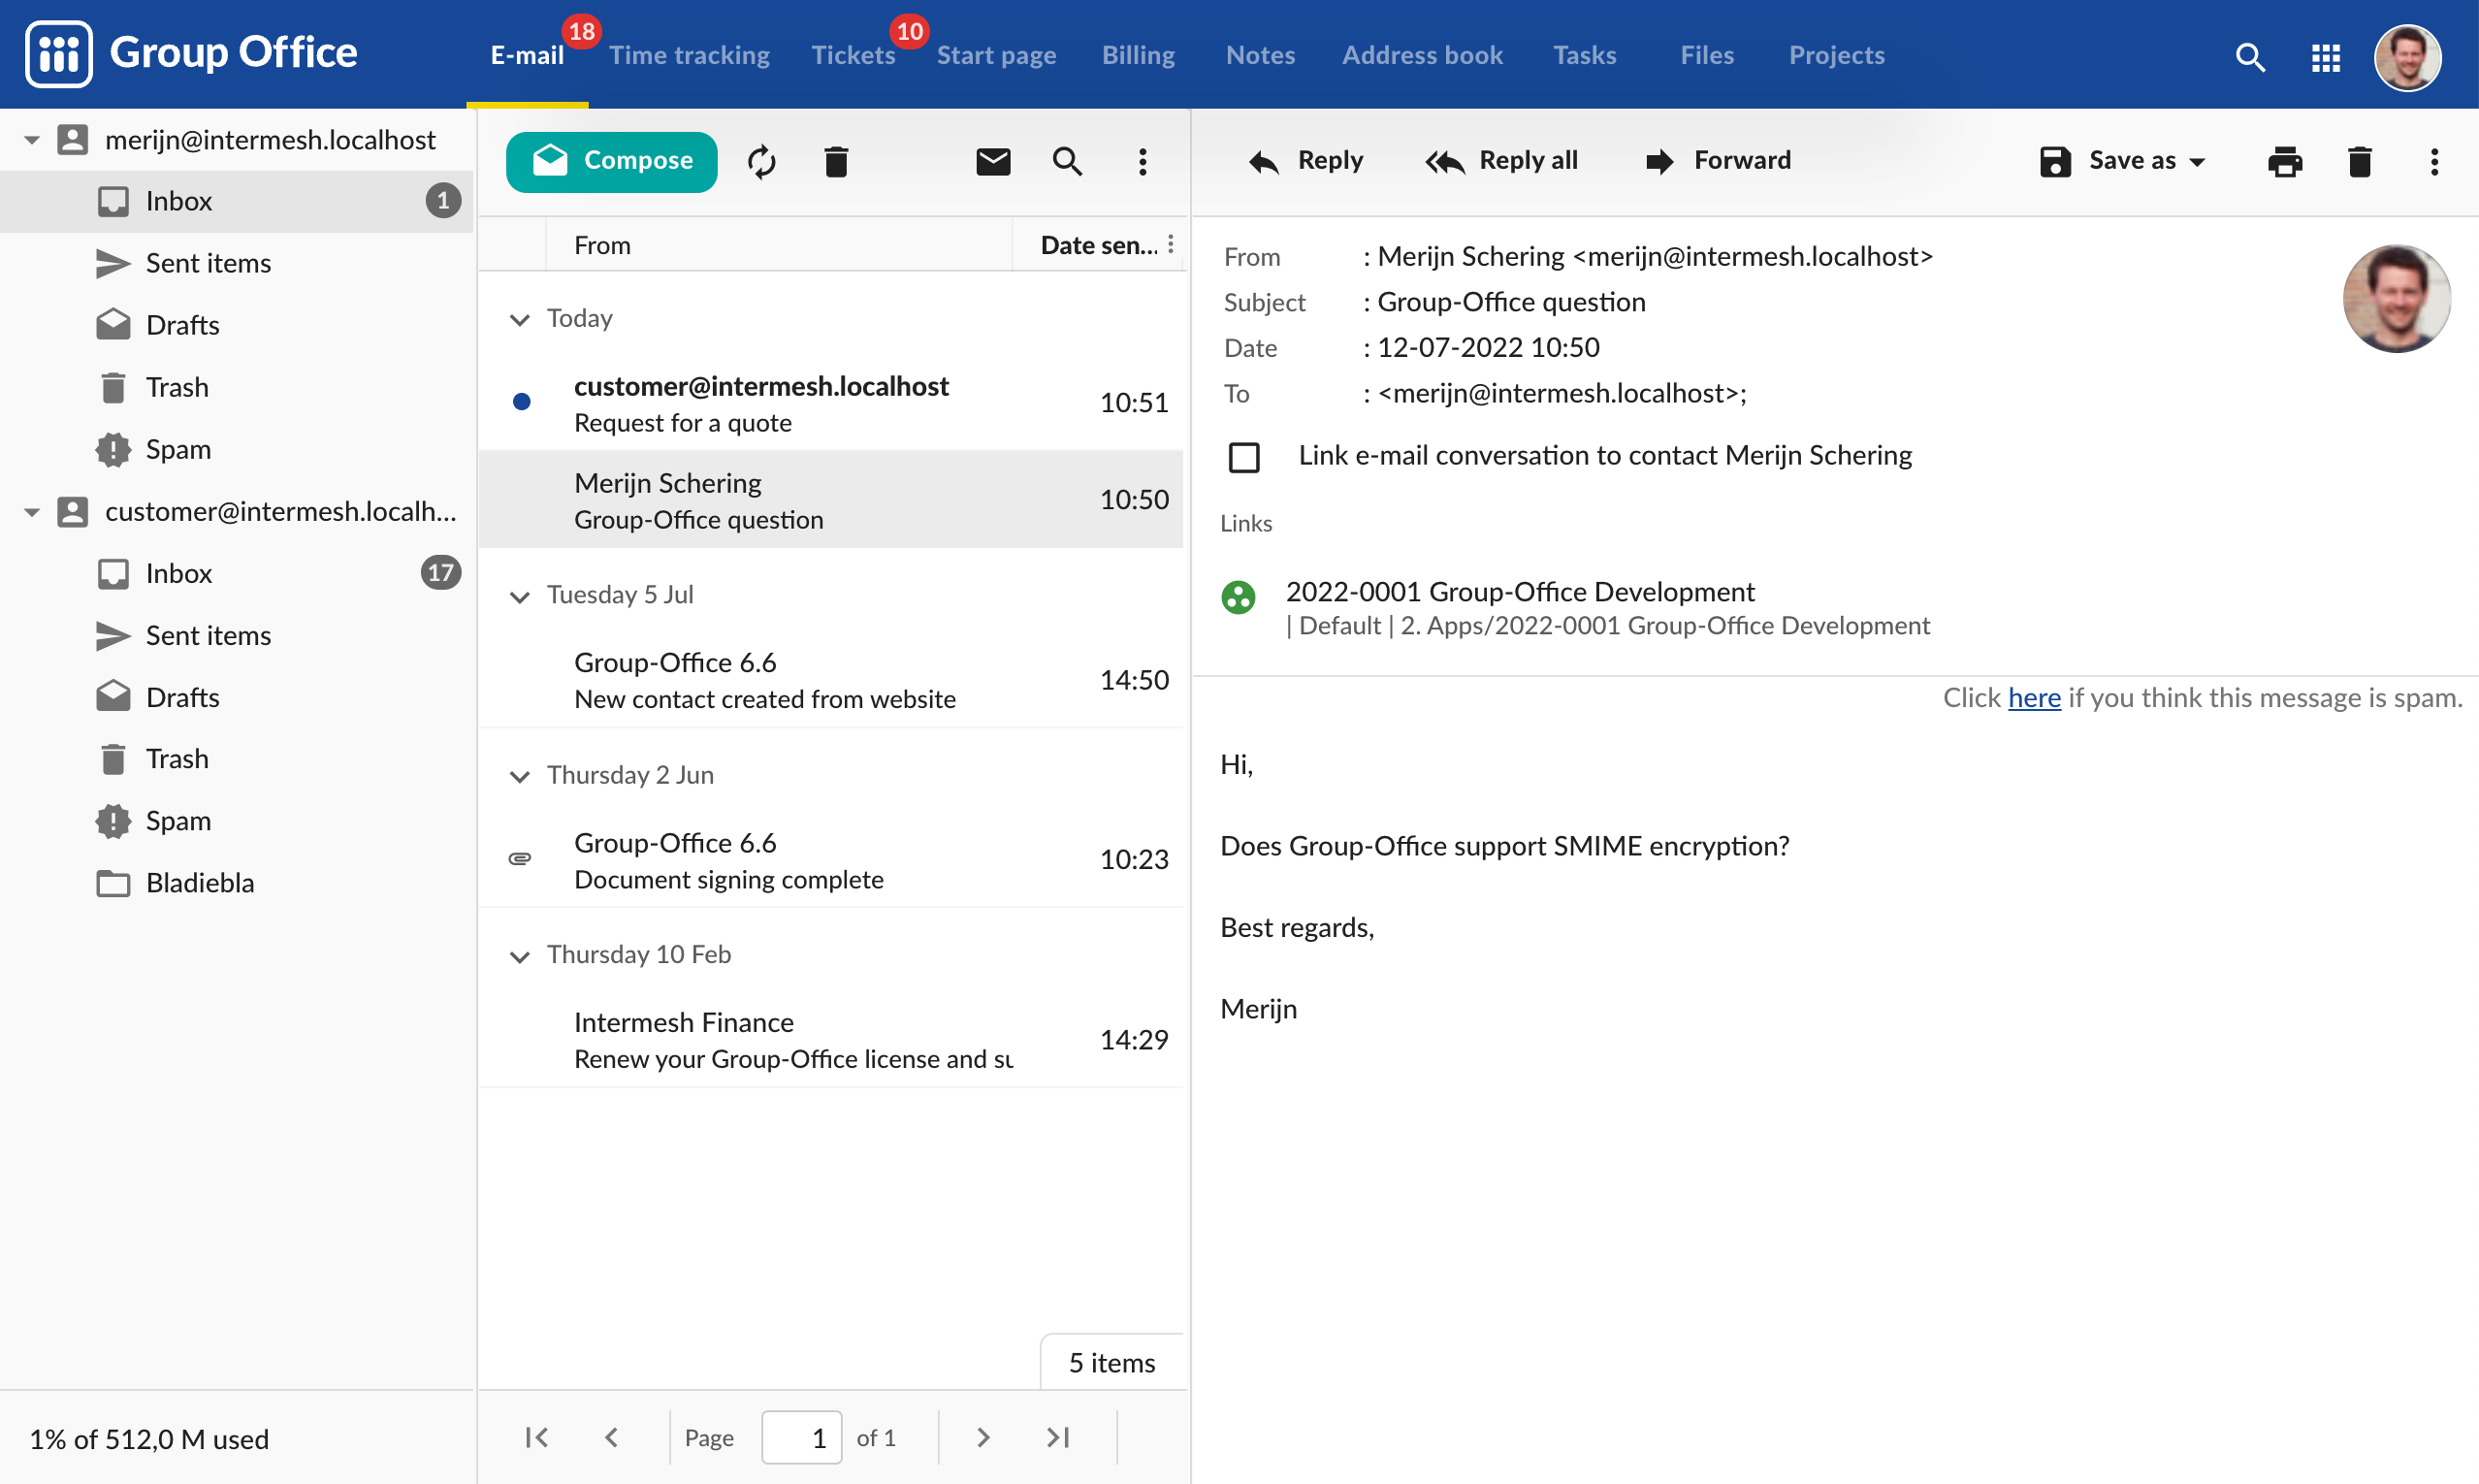 Group Office
E-mail 18 Time tracking Tickets 10 Start page Billing Notes Address book Tasks Files Projects
merijn@intermesh.localhost
Inbox 1
Sent items
Drafts
Trash
Spam
customer@intermesh.localh...
Inbox 17
Sent items
Drafts
Trash
Spam
Bladiebla
1% of 512,0 M used
Compose
From Date sen...
Today
customer@intermesh.localhost
Request for a quote
10:51
Merijn Schering
Group-Office question
10:50
Tuesday 5 Jul
Group-Office 6.6
New contact created from website
14:50
Thursday 2 Jun
Group-Office 6.6
Document signing complete
10:23
Thursday 10 Feb
Intermesh Finance
Renew your Group-Office license and su
14:29
5 items
Page 1 of 1
Reply Reply all Forward Save as
From : Merijn Schering <merijn@intermesh.localhost>
Subject : Group-Office question
Date : 12-07-2022 10:50
To : <merijn@intermesh.localhost>;
Link e-mail conversation to contact Merijn Schering
Links
2022-0001 Group-Office Development
| Default | 2. Apps/2022-0001 Group-Office Development
Click here if you think this message is spam.
Hi,
Does Group-Office support SMIME encryption?
Best regards,
Merijn